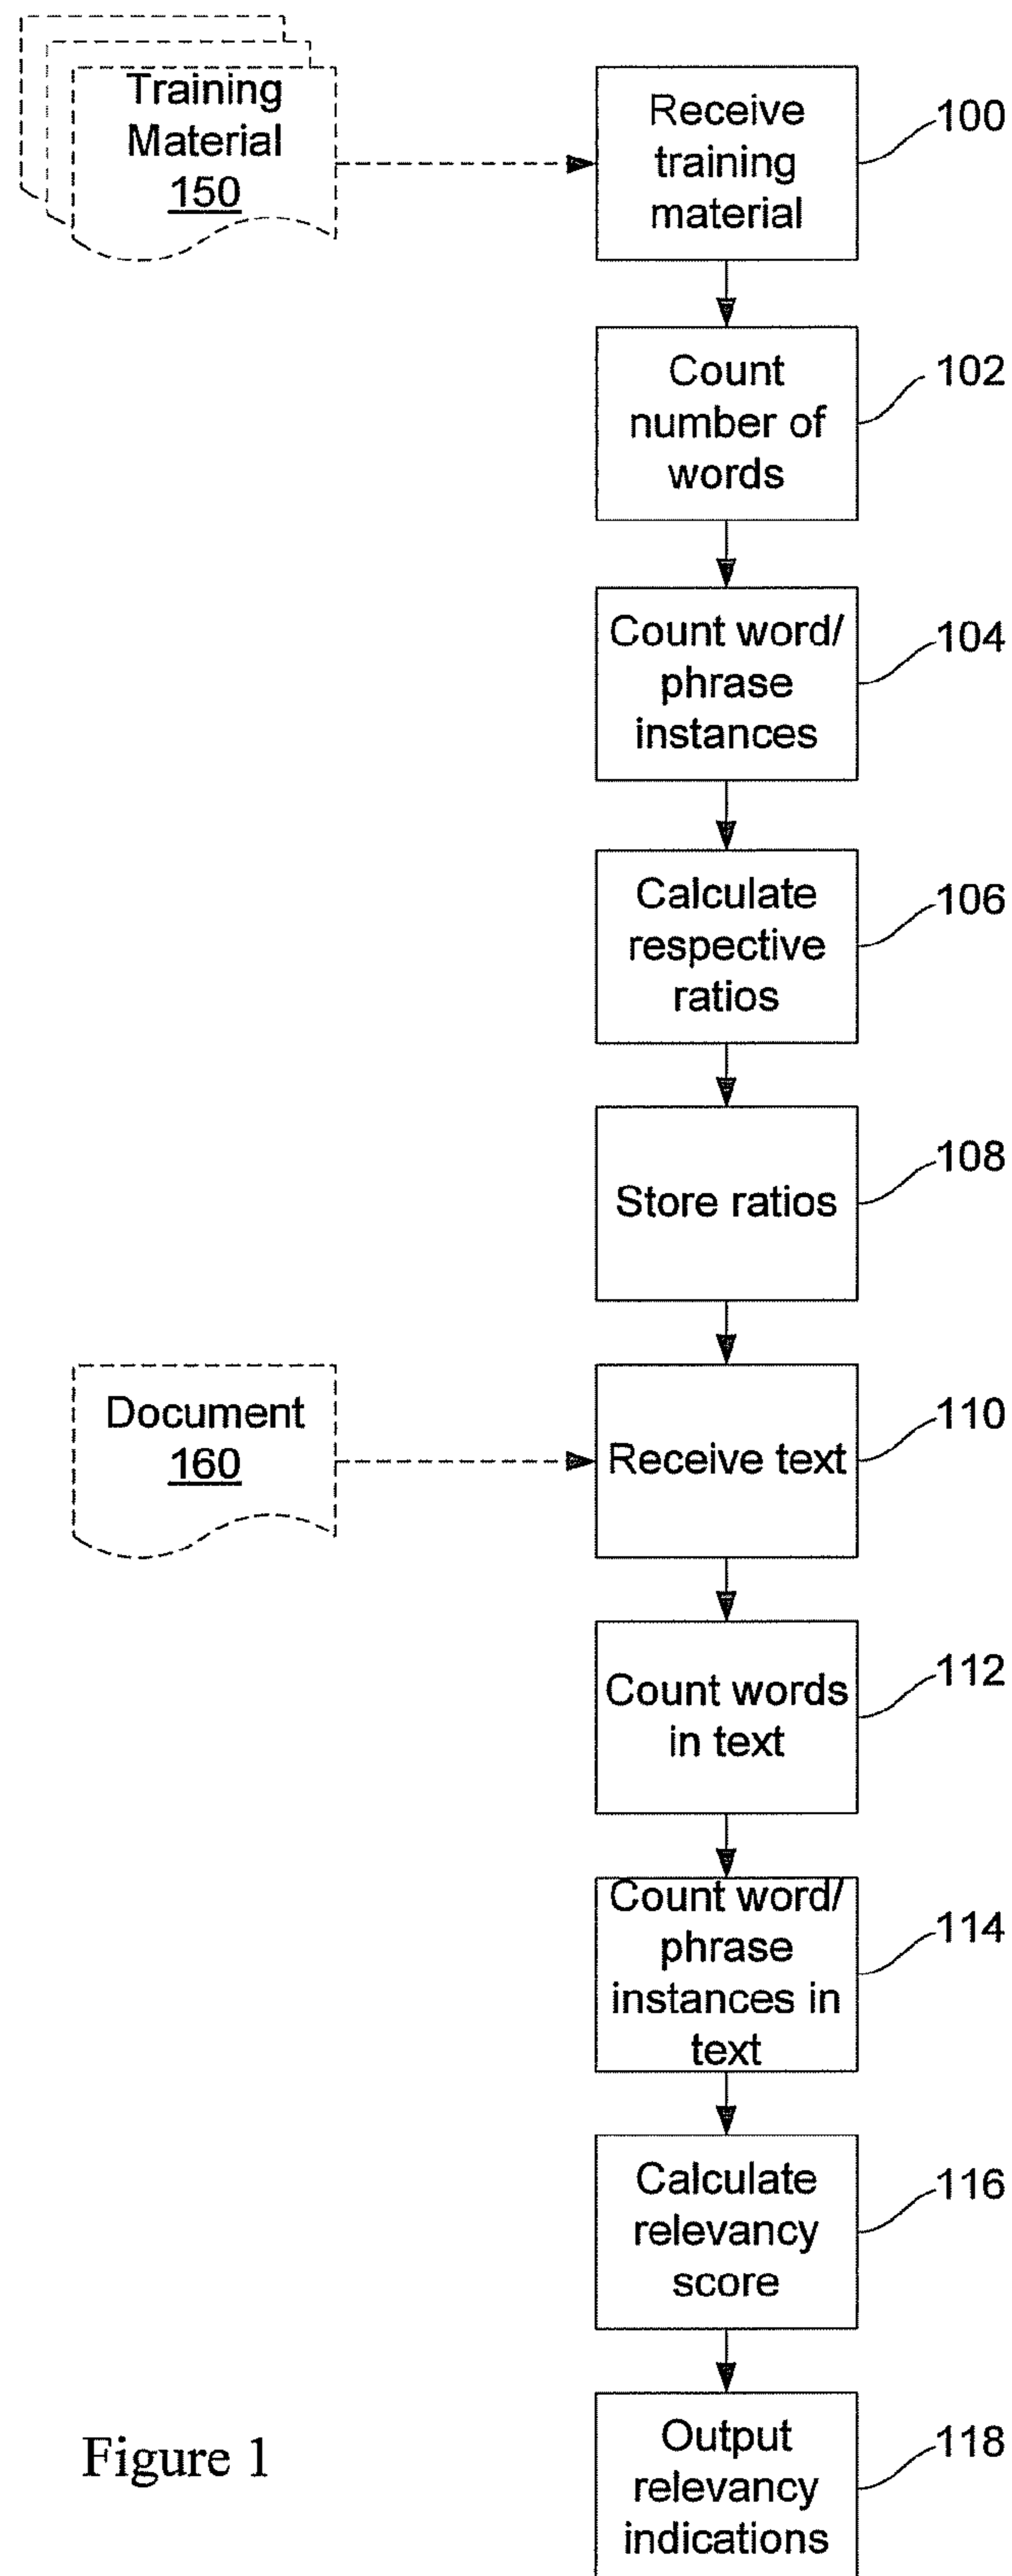 Training
Material
150
Receive
training
material
100
Count
number of
words
102
Count word/
phrase
instances
104
Calculate
respective
ratios
106
Store ratios
108
Document
160
Receive text
110
Count words
in text
112
Count word/
phrase
instances in
text
114
Calculate
relevancy
score
116
Output
relevancy
indications
118
Figure 1